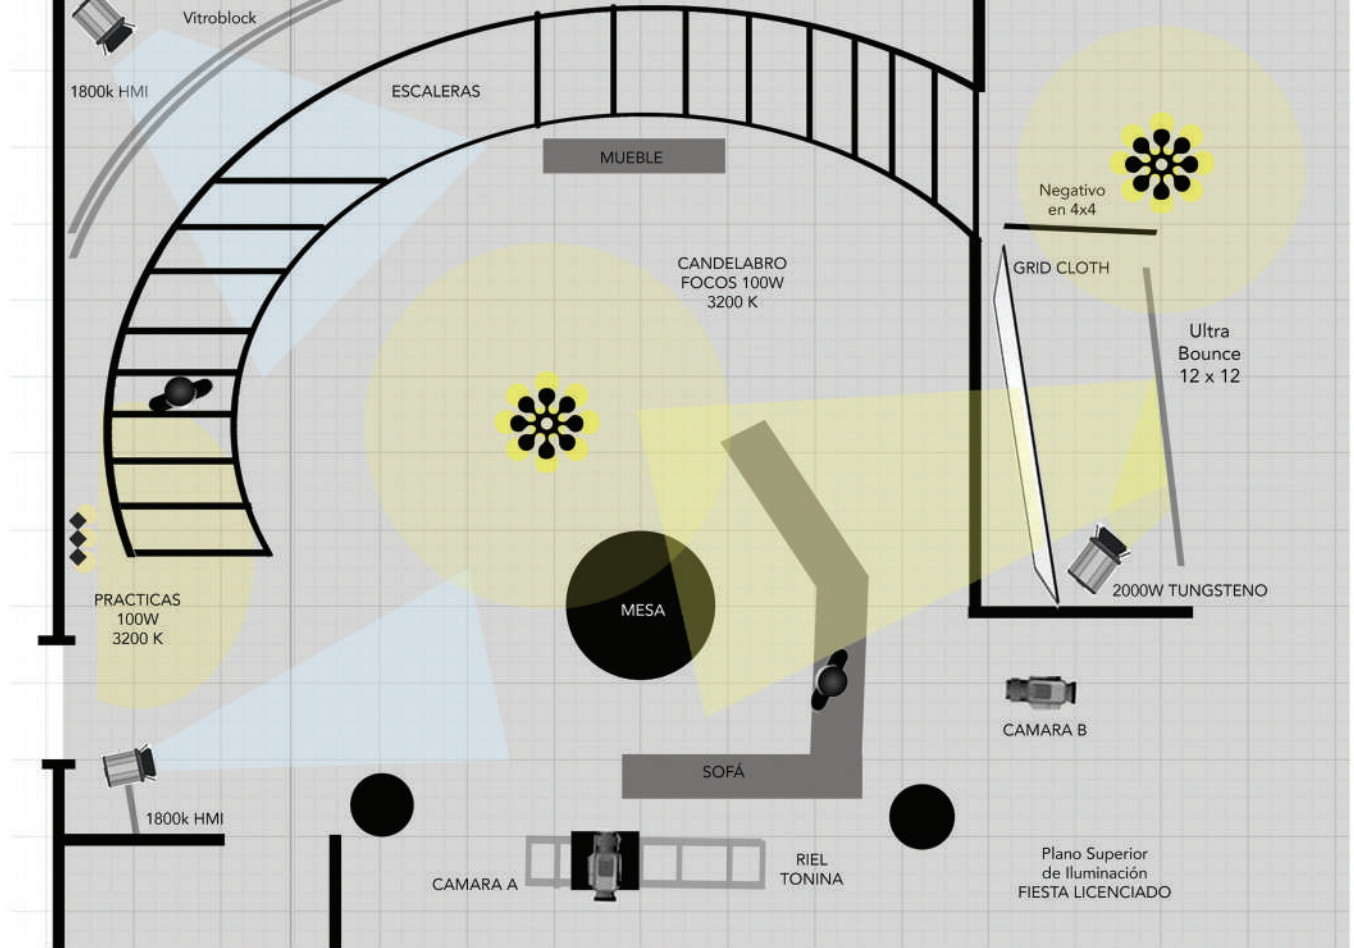 Vitroblock
1800k HMI
ESCALERAS
MUEBLE
Negativo
en 4x4
CANDELABRO
FOCOS 100W
3200 K
GRID CLOTH
Ultra
Bounce
12 x 12
PRACTICAS
100W
3200 K
MESA
2000W TUNGSTENO
CAMARA B
SOFÁ
1800k HMI
CAMARA A
RIEL
TONINA
Plano Superior
de Iluminación
FIESTA LICENCIADO